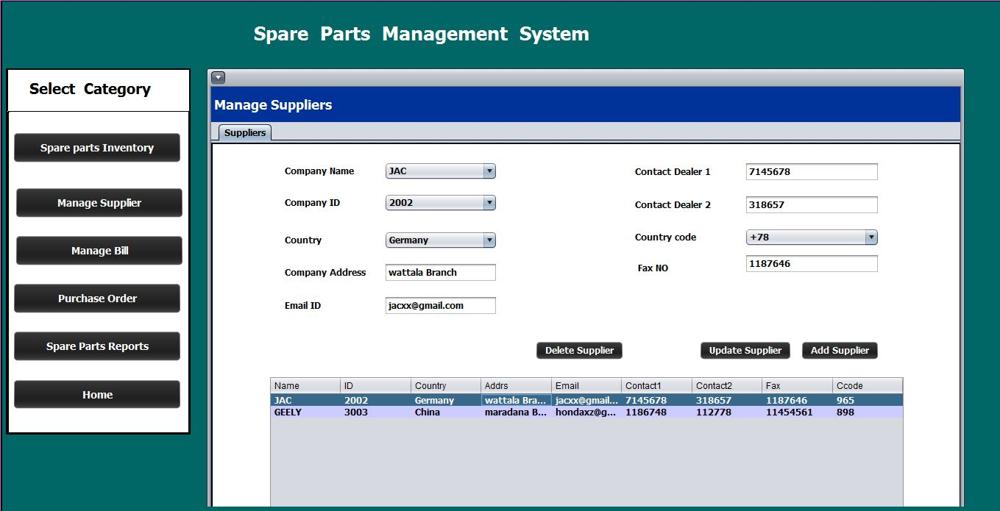 Spare Parts Management System
Select Category
Spare parts Inventory
Manage Supplier
Manage Bill
Purchase Order
Spare Parts Reports
Home
Manage Suppliers
Suppliers
Company Name JAC
Company ID 2002
Country Germany
Company Address wattala Branch
Email ID jacxx@gmail.com
Contact Dealer 1 7145678
Contact Dealer 2 318657
Country code +78
Fax NO 1187646
Delete Supplier Update Supplier Add Supplier
Name ID Country Addrs Email Contact1 Contact2 Fax Ccode
JAC 2002 Germany wattala Bra... jacxx@gmail... 7145678 318657 1187646 965
GEELY 3003 China maradana B... hondaxz@g... 1186748 112778 11454561 898